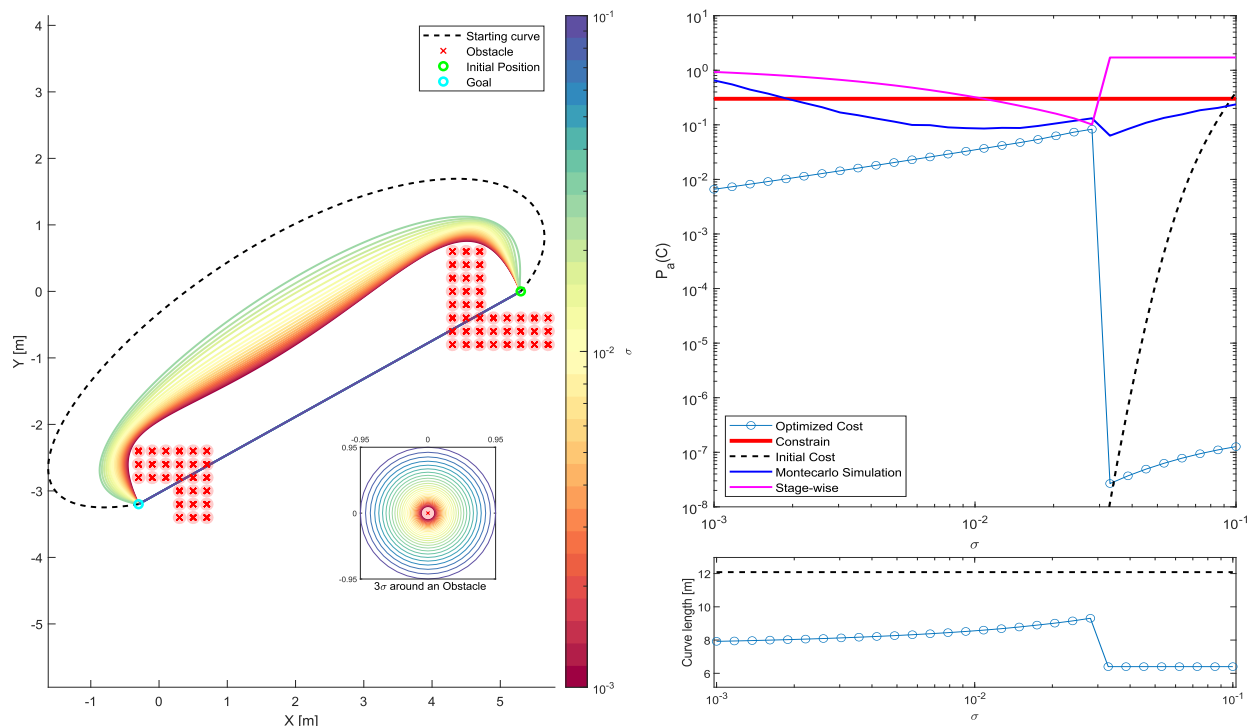 4
3
2
1
0
-1
-2
-3
-4
-5
Y [m]
-1
0
1
2
3
4
5
X [m]
Starting curve
Obstacle
Initial Position
Goal
-0.95
0
0.95
0.95
0
-0.95
0
3σ around an Obstacle
10^-1
σ
10^-2
σ
10^-3
10^1
10^0
10^-1
10^-2
10^-3
10^-4
10^-5
10^-6
10^-7
10^-8
P_a(C)
Optimized Cost
Constrain
Initial Cost
Montecarlo Simulation
Stage-wise
10^-3
10^-2
10^-1
σ
12
10
8
6
Curve length [m]
10^-3
10^-2
10^-1
σ